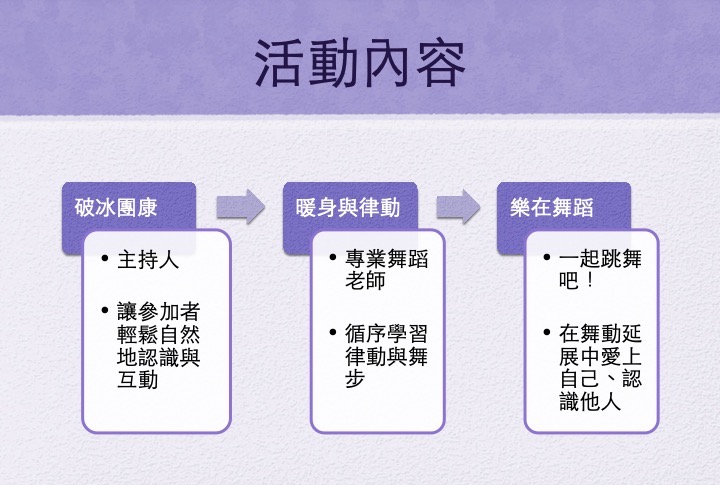 活動內容
破冰團康
• 主持人
• 讓參加者
輕鬆自然
地認識與
互動
暖身與律動
• 專業舞蹈
老師
• 循序學習
律動與舞
步
樂在舞蹈
• 一起跳舞
吧！
• 在舞動延
展中愛上
自己、認
識他人